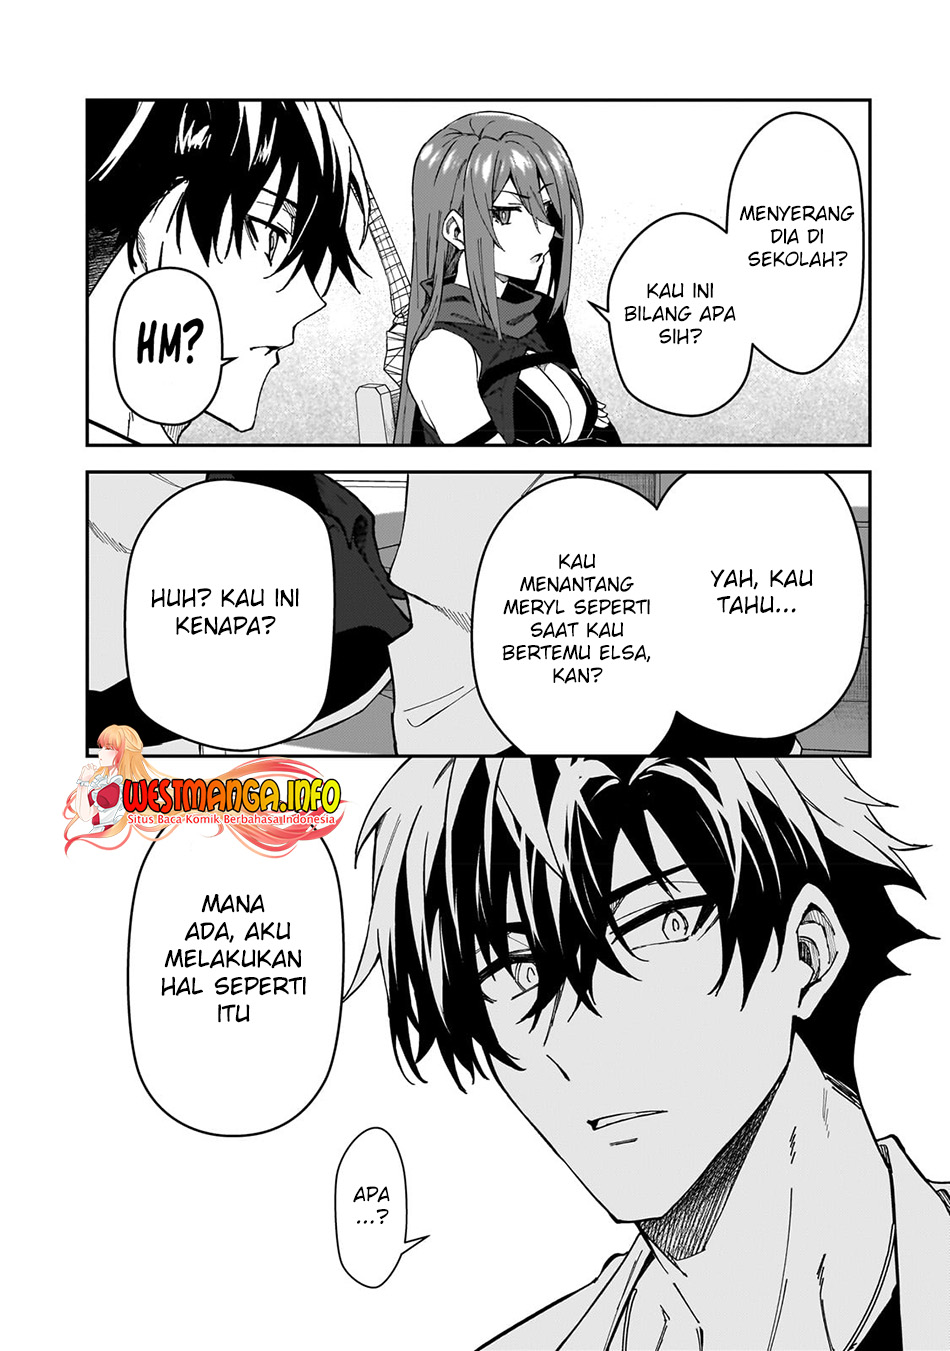 MENYERANG
DIA DI
SEKOLAH?
KAU INI
BILANG APA
SIH?
HM?
YAH, KAU
TAHU...
KAU
MENANTANG
MERYL SEPERTI
SAAT KAU
BERTEMU ELSA,
KAN?
HUH? KAU INI
KENAPA?
WESTMANGA.INFO
SITUS BACA KOMIK BERBAHASA INDONESIA
MANA
ADA, AKU
MELAKUKAN
HAL SEPERTI
ITU
APA
...?